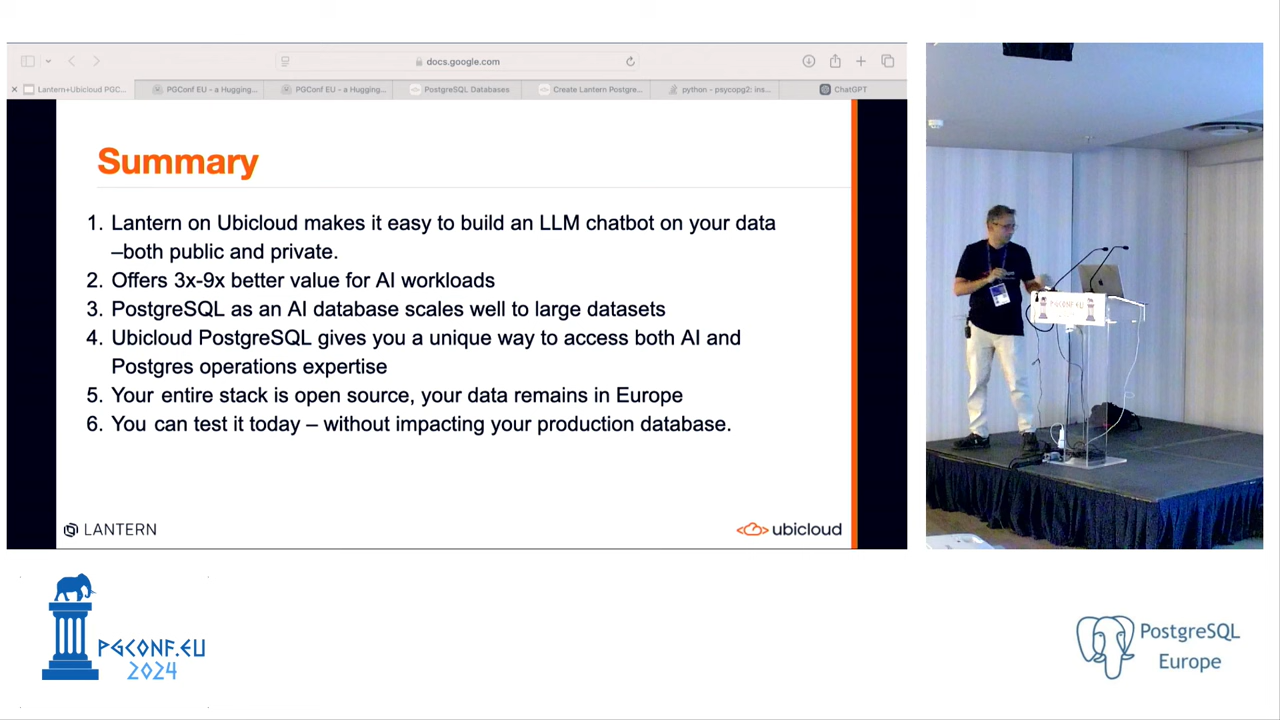 docs.google.com
Lantern+Ubicloud PGC...
PGConf EU - a Hugging...
PGConf EU - a Hugging...
PostgreSQL Databases
Create Lantern Postgre...
python - psycopg2: ins...
ChatGPT
Summary
1. Lantern on Ubicloud makes it easy to build an LLM chatbot on your data
–both public and private.
2. Offers 3x-9x better value for AI workloads
3. PostgreSQL as an AI database scales well to large datasets
4. Ubicloud PostgreSQL gives you a unique way to access both AI and
Postgres operations expertise
5. Your entire stack is open source, your data remains in Europe
6. You can test it today – without impacting your production database.
LANTERN
ubicloud
PGCONF.EU
PGCONF.EU
2024
PostgreSQL
Europe